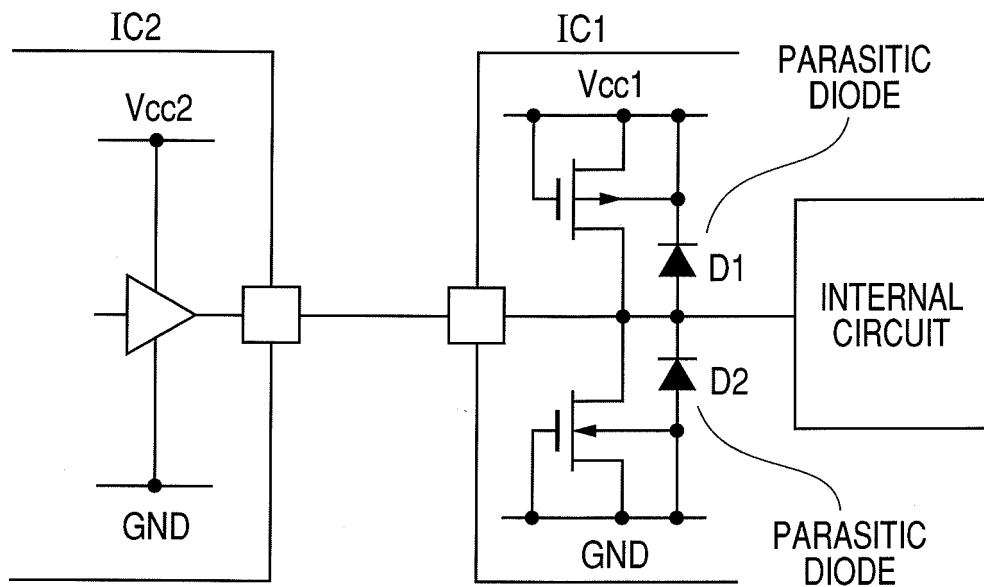 IC2
IC1
PARASITIC
DIODE
Vcc2
Vcc1
D1
INTERNAL
CIRCUIT
D2
GND
GND
PARASITIC
DIODE